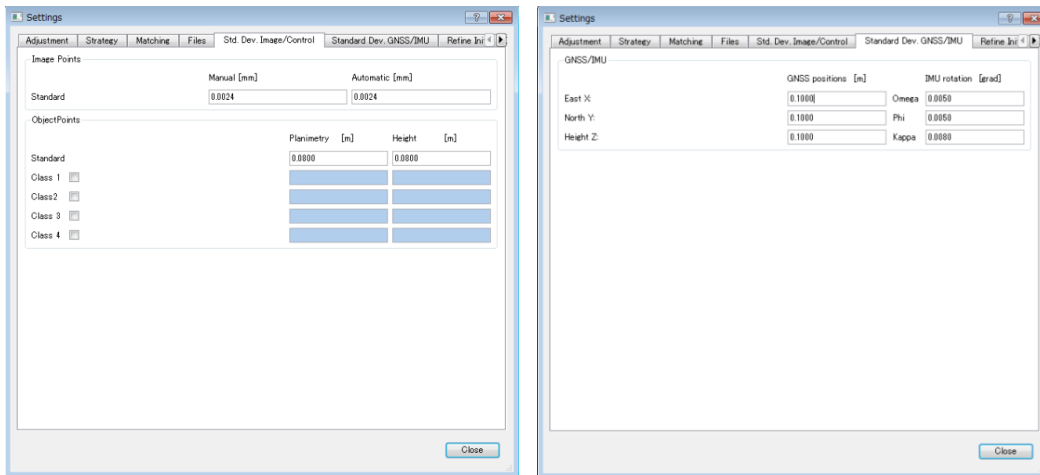 Settings
Adjustment Strategy Matching Files Std. Dev. Image/Control Standard Dev. GNSS/IMU Refine Ini
Image Points
Manual [mm] Automatic [mm]
Standard 0.0024 0.0024
ObjectPoints
Planimetry [m] Height [m]
Standard 0.0800 0.0800
Class 1
Class2
Class 3
Class 4
Close
Settings
Adjustment Strategy Matching Files Std. Dev. Image/Control Standard Dev. GNSS/IMU Refine Ini
GNSS/IMU
GNSS positions [m] IMU rotation [grad]
East X: 0.1000 Omega 0.0050
North Y: 0.1000 Phi 0.0050
Height Z: 0.1000 Kappa 0.0080
Close